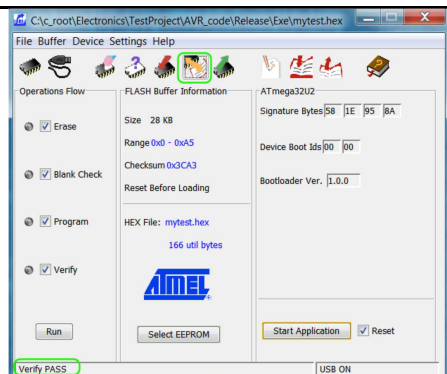 C:\c_root\Electronics\TestProject\AVR_code\Release\Exe\mytest.hex
File Buffer Device Settings Help
Operations Flow
Erase
Blank Check
Program
Verify
Run
FLASH Buffer Information
Size 28 KB
Range 0x0 - 0xA5
Checksum 0x3CA3
Reset Before Loading
HEX File: mytest.hex
166 util bytes
ATMEL
Select EEPROM
ATmega32U2
Signature Bytes 58 1E 95 8A
Device Boot Ids 00 00
Bootloader Ver. 1.0.0
Start Application Reset
Verify PASS USB ON